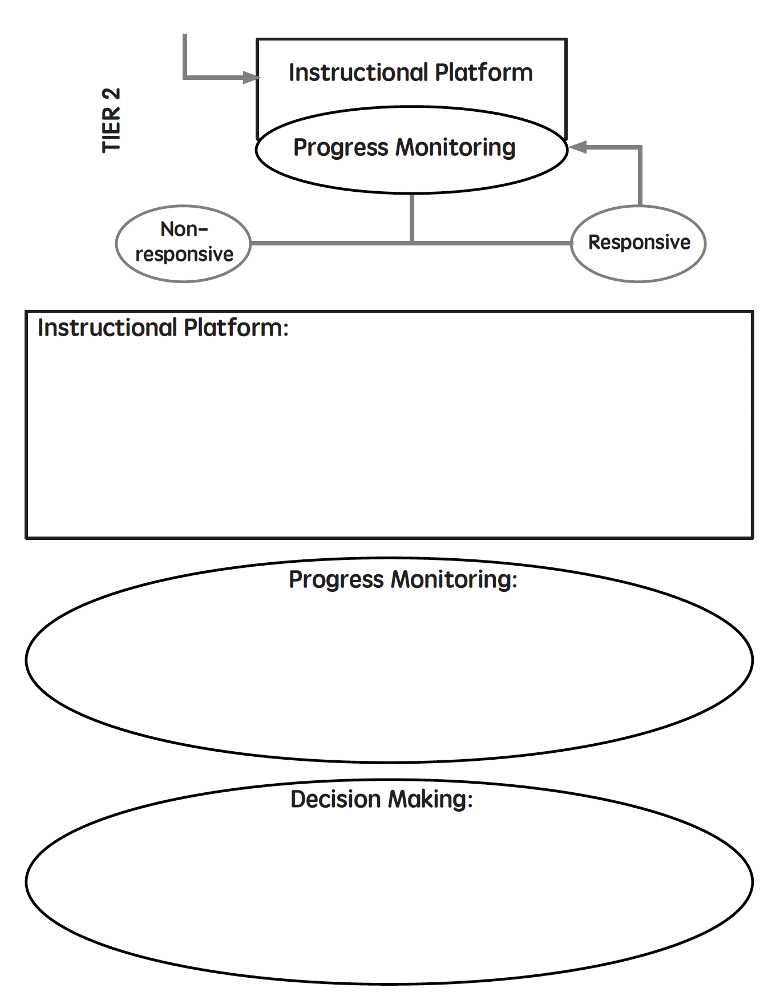 TIER 2
Instructional Platform
Progress Monitoring
Non-
responsive
Responsive
Instructional Platform:
Progress Monitoring:
Decision Making: